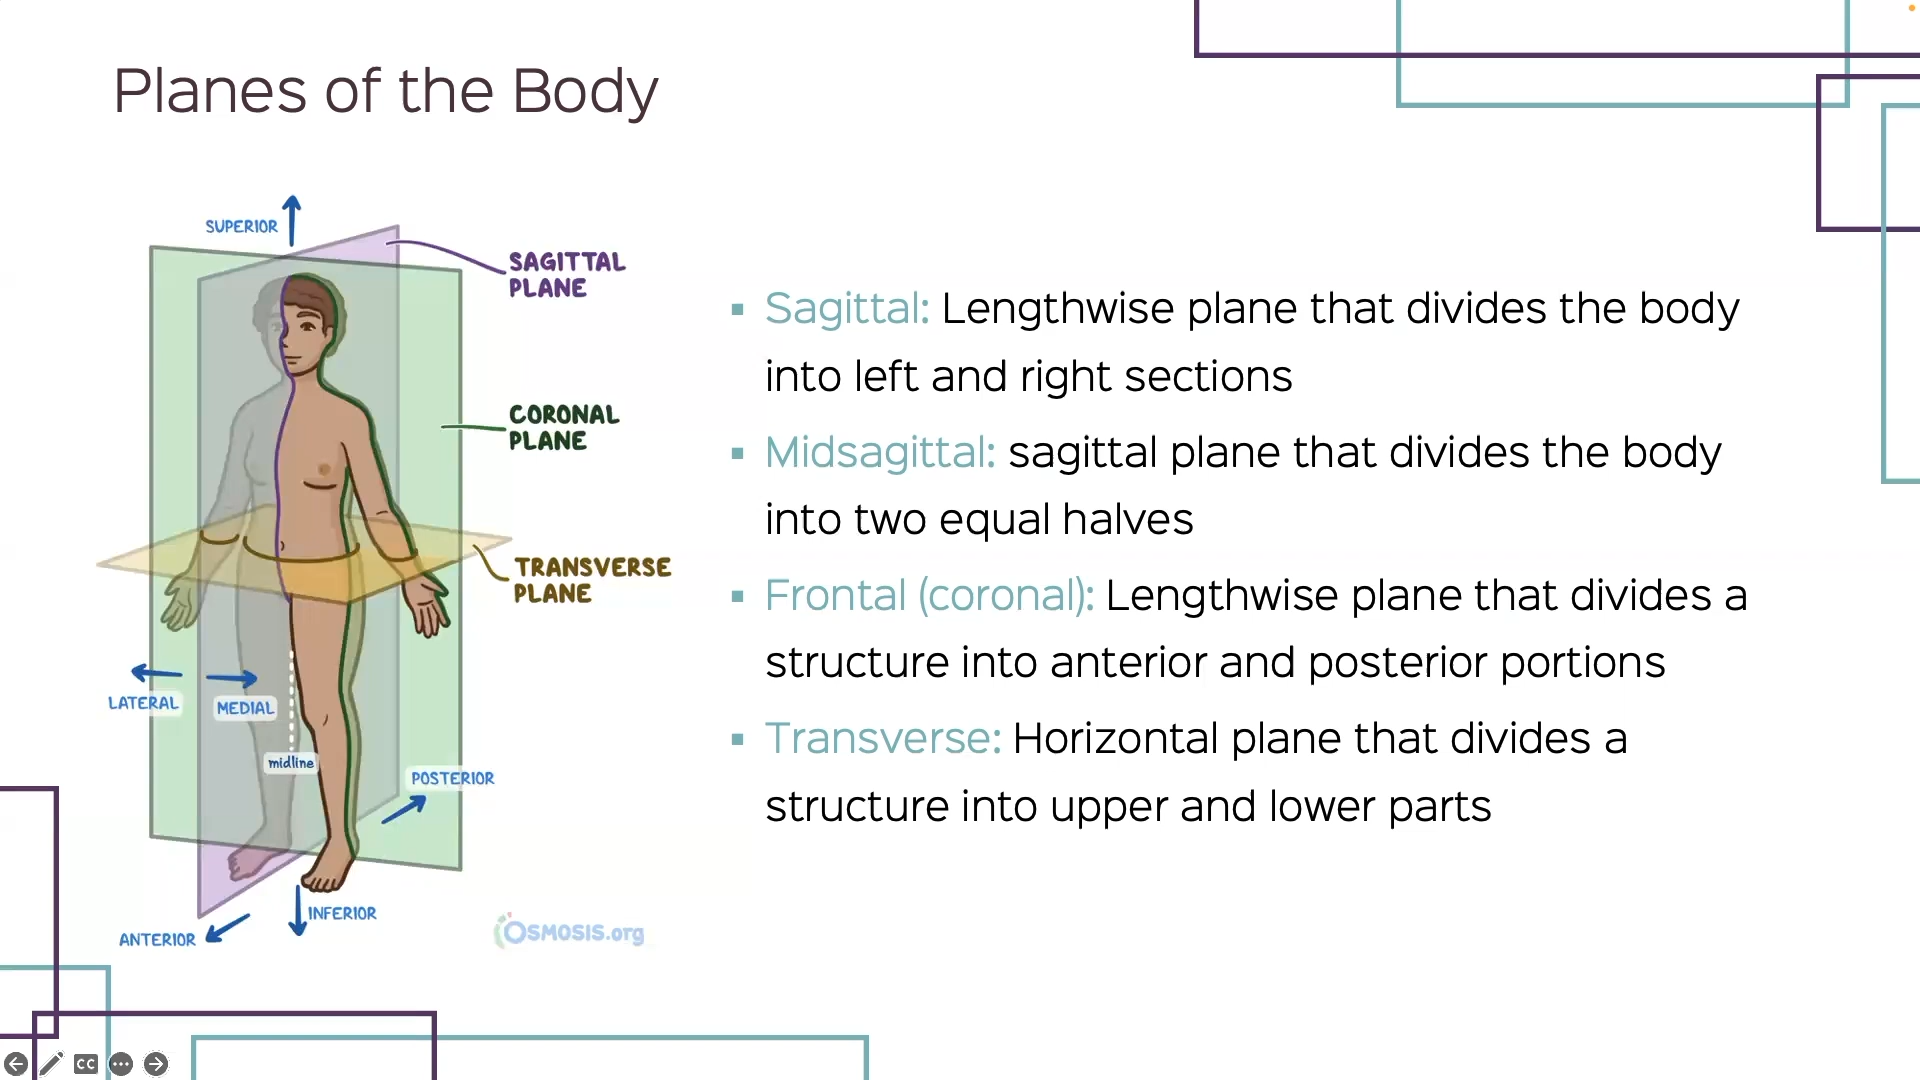 Planes of the Body
SUPERIOR
SAGITTAL
PLANE
CORONAL
PLANE
TRANSVERSE
PLANE
LATERAL
MEDIAL
midline
POSTERIOR
INFERIOR
ANTERIOR
OSMOSIS.org
▪ Sagittal: Lengthwise plane that divides the body
into left and right sections
▪ Midsagittal: sagittal plane that divides the body
into two equal halves
▪ Frontal (coronal): Lengthwise plane that divides a
structure into anterior and posterior portions
▪ Transverse: Horizontal plane that divides a
structure into upper and lower parts
CC